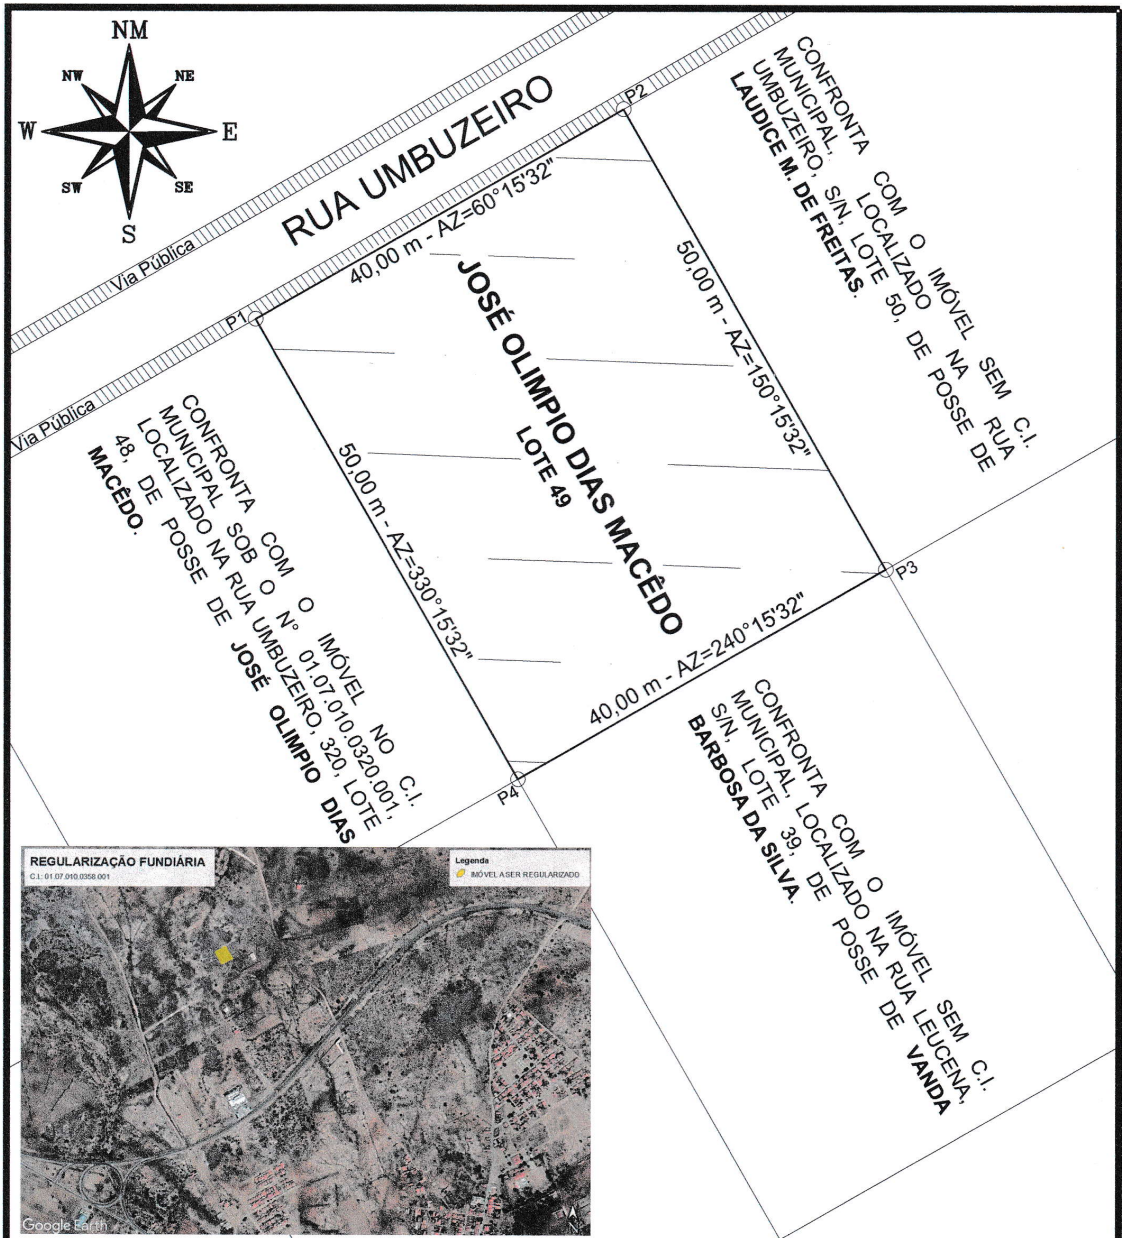 NM
NW
NE
W
E
SW
SE
S
RUA UMBUZEIRO
Via Pública
Via Pública
P1
P2
P3
P4
40,00 m - AZ=60°15'32"
50,00 m - AZ=150°15'32"
40,00 m - AZ=240°15'32"
50,00 m - AZ=330°15'32"
JOSÉ OLIMPIO DIAS MACÊDO
LOTE 49
CONFRONTA COM O IMÓVEL SEM C.I.
MUNICIPAL, LOCALIZADO NA RUA
UMBUZEIRO, S/N, LOTE 50, DE POSSE DE
LAUDICE M. DE FREITAS.
CONFRONTA COM O IMÓVEL NO C.I.
MUNICIPAL SOB O N° 01.07.010.0320.001,
LOCALIZADO NA RUA UMBUZEIRO, 320, LOTE
48, DE POSSE DE JOSÉ OLIMPIO DIAS
MACÊDO.
CONFRONTA COM O IMÓVEL SEM C.I.
MUNICIPAL, LOCALIZADO NA RUA LEUCENA,
S/N, LOTE 39, DE POSSE DE VANDA
BARBOSA DA SILVA.
REGULARIZAÇÃO FUNDIÁRIA
C.I.: 01.07.010.0358.001
Legenda
IMÓVEL A SER REGULARIZADO
Google Earth
N